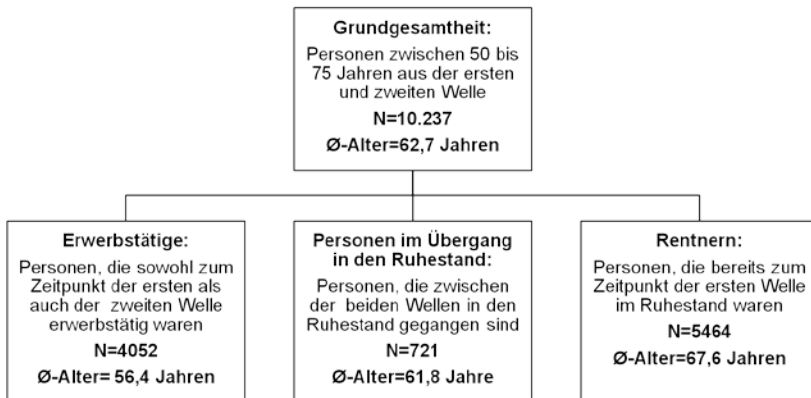 Grundgesamtheit:
Personen zwischen 50 bis
75 Jahren aus der ersten
und zweiten Welle
N=10.237
Ø-Alter=62,7 Jahren
Erwerbstätige:
Personen, die sowohl zum
Zeitpunkt der ersten als
auch der zweiten Welle
erwerbstätig waren
N=4052
Ø-Alter= 56,4 Jahren
Personen im Übergang
in den Ruhestand:
Personen, die zwischen
der beiden Wellen in den
Ruhestand gegangen sind
N=721
Ø-Alter=61,8 Jahre
Rentnern:
Personen, die bereits zum
Zeitpunkt der ersten Welle
im Ruhestand waren
N=5464
Ø-Alter=67,6 Jahren